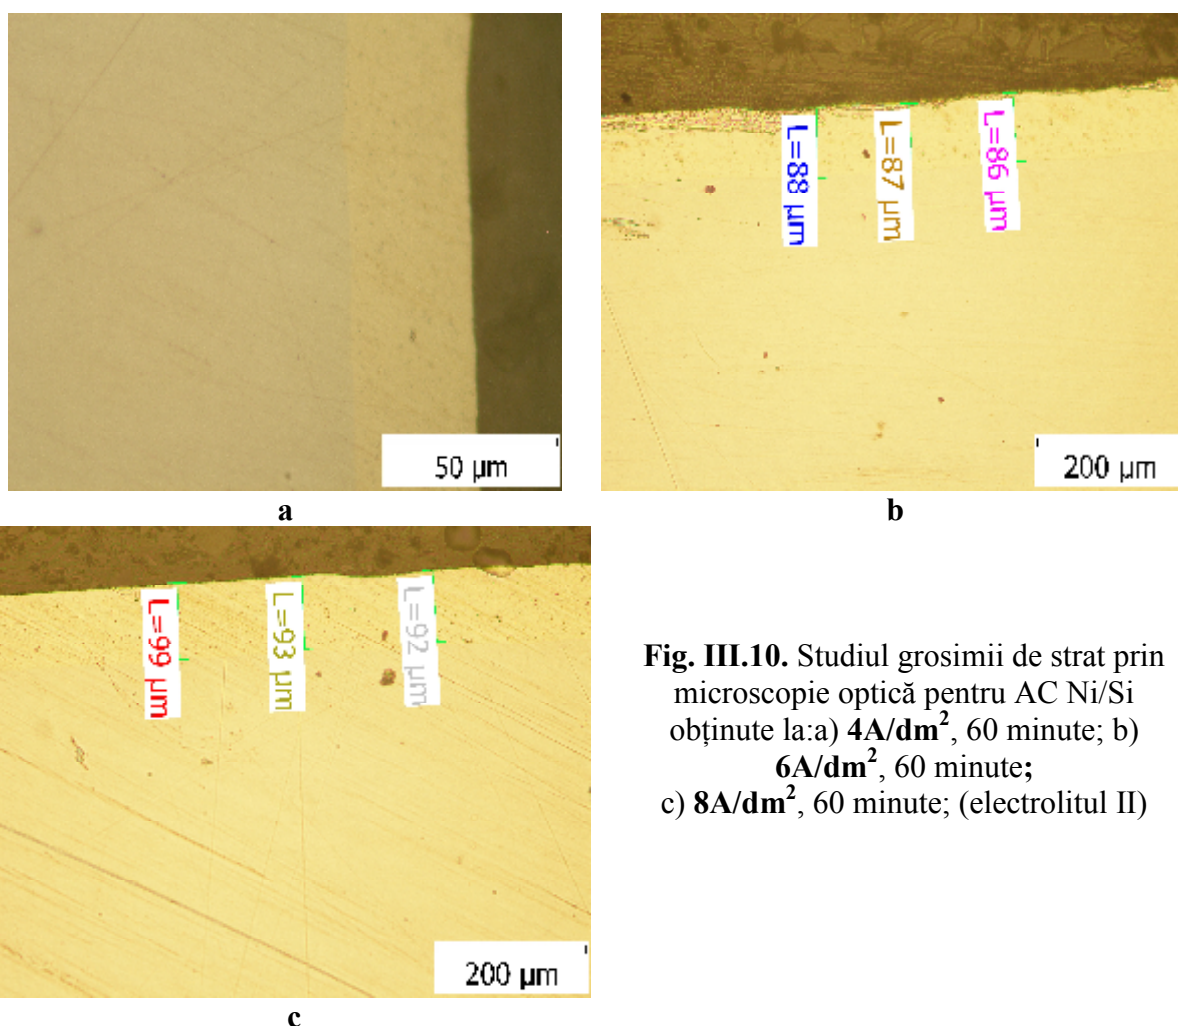 L=88 µm
L=87 µm
L=86 µm
50 µm
200 µm
a
b
L=99 µm
L=93 µm
L=92 µm
200 µm
c
Fig. III.10. Studiul grosimii de strat prin
microscopie optică pentru AC Ni/Si
obținute la:a) 4A/dm², 60 minute; b)
6A/dm², 60 minute;
c) 8A/dm², 60 minute; (electrolitul II)